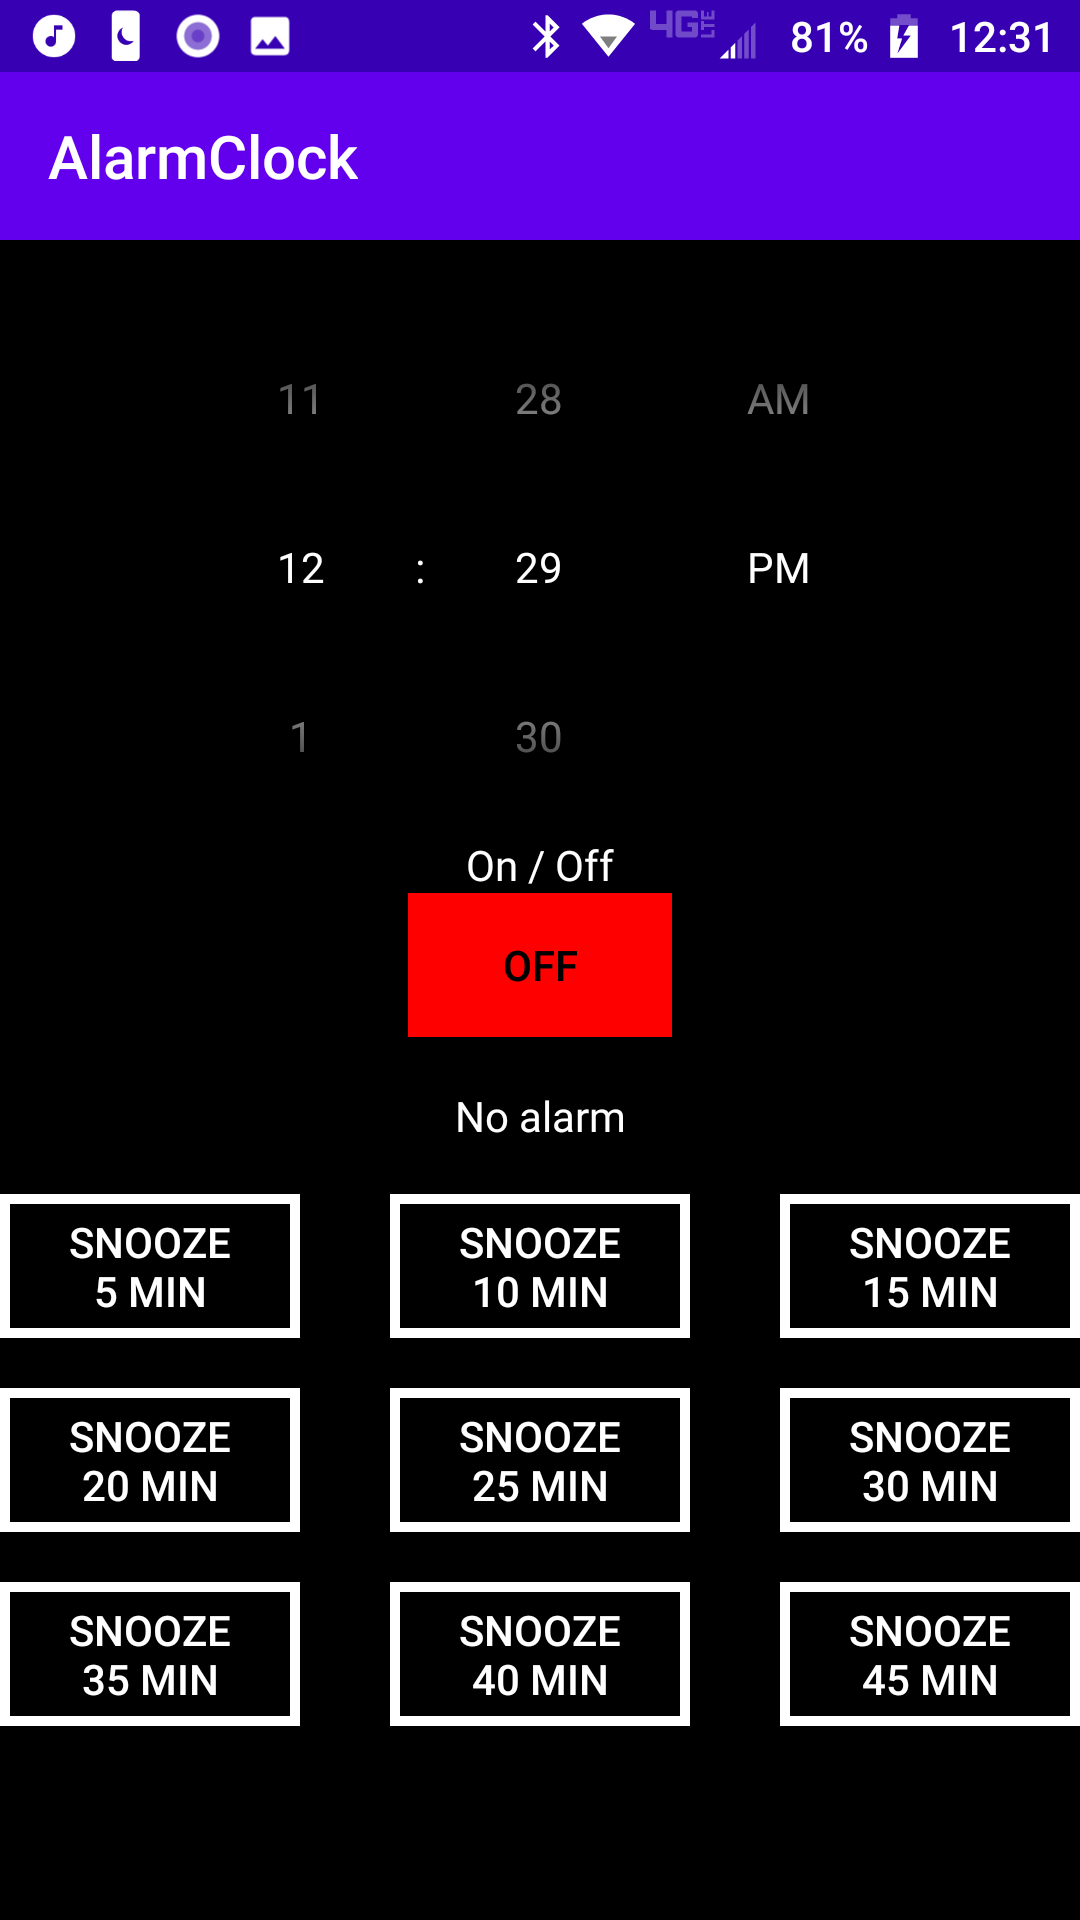 4G LTE 81% 12:31
AlarmClock
11 28 AM
12 : 29 PM
1 30
On / Off
OFF
No alarm
SNOOZE 5 MIN
SNOOZE 10 MIN
SNOOZE 15 MIN
SNOOZE 20 MIN
SNOOZE 25 MIN
SNOOZE 30 MIN
SNOOZE 35 MIN
SNOOZE 40 MIN
SNOOZE 45 MIN